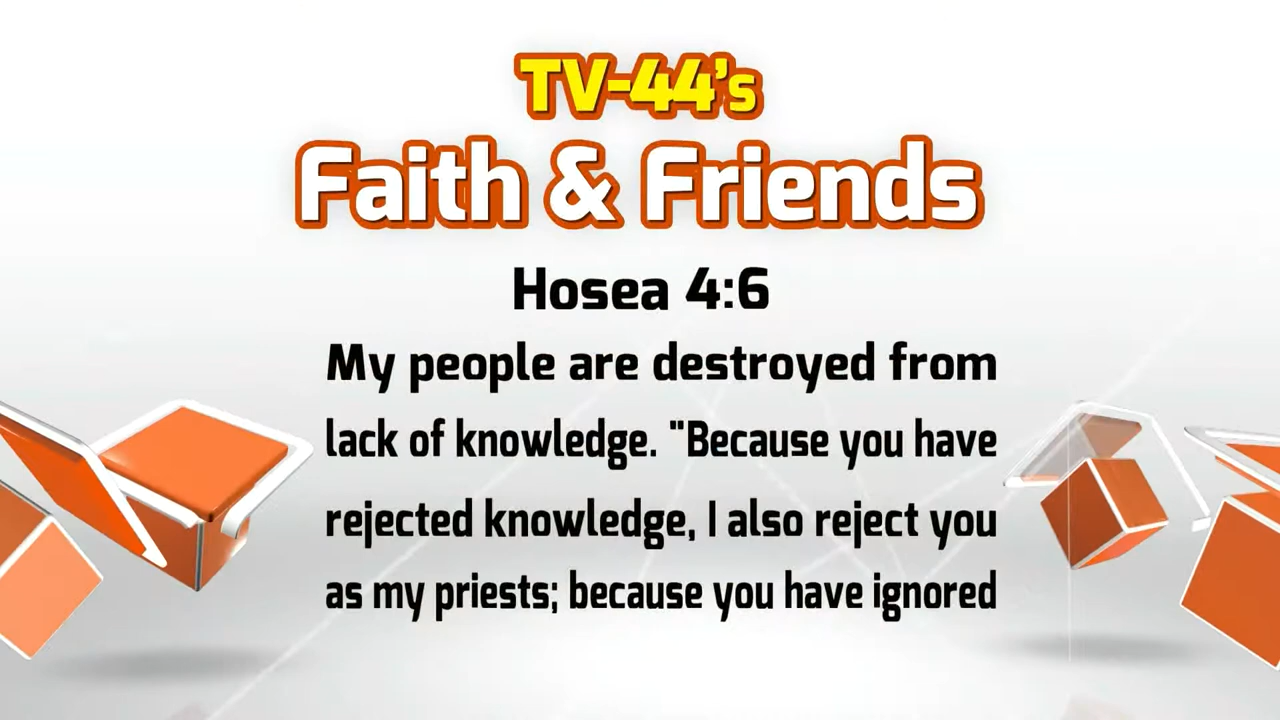 TV-44's
Faith & Friends
Hosea 4:6
My people are destroyed from
lack of knowledge. "Because you have
rejected knowledge, I also reject you
as my priests; because you have ignored